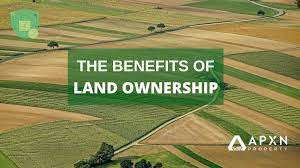 THE BENEFITS OF
LAND OWNERSHIP
APXN
PROPERTY